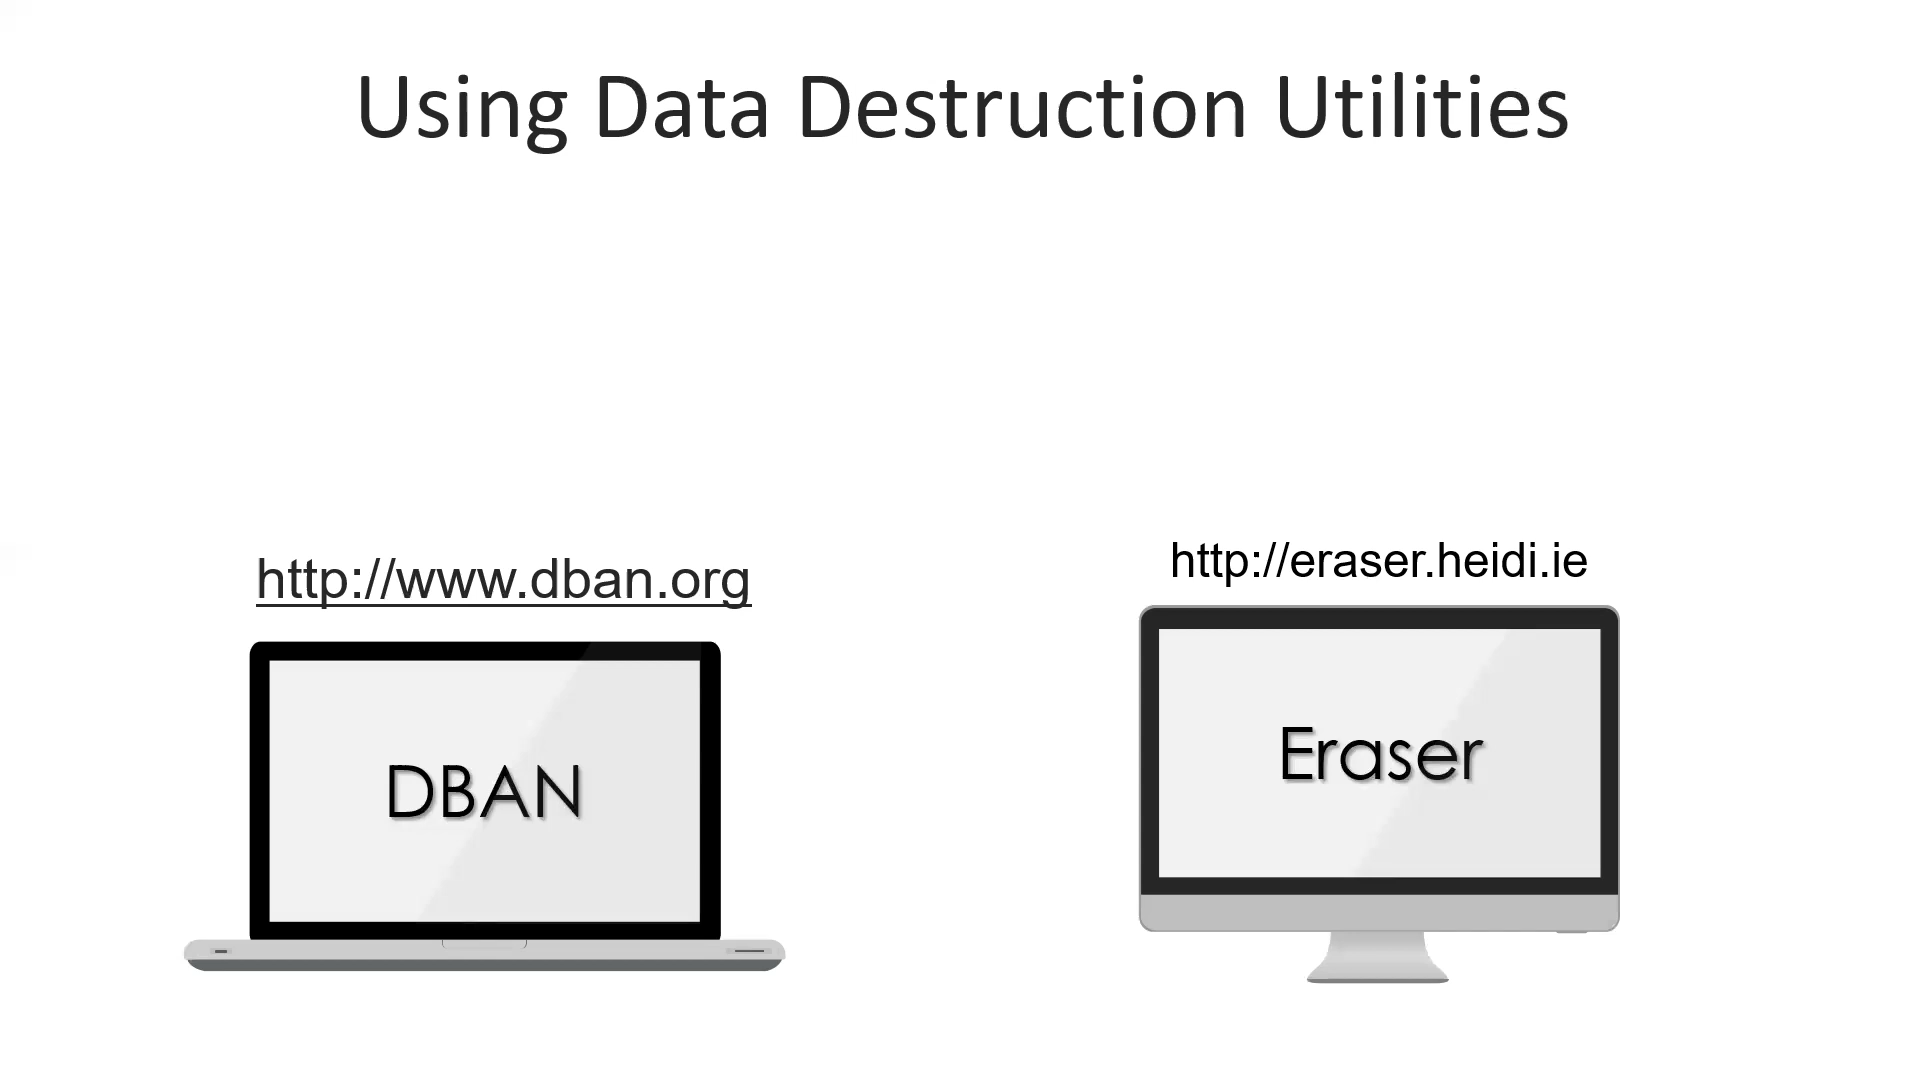 Using Data Destruction Utilities
http://www.dban.org
http://eraser.heidi.ie
DBAN
Eraser